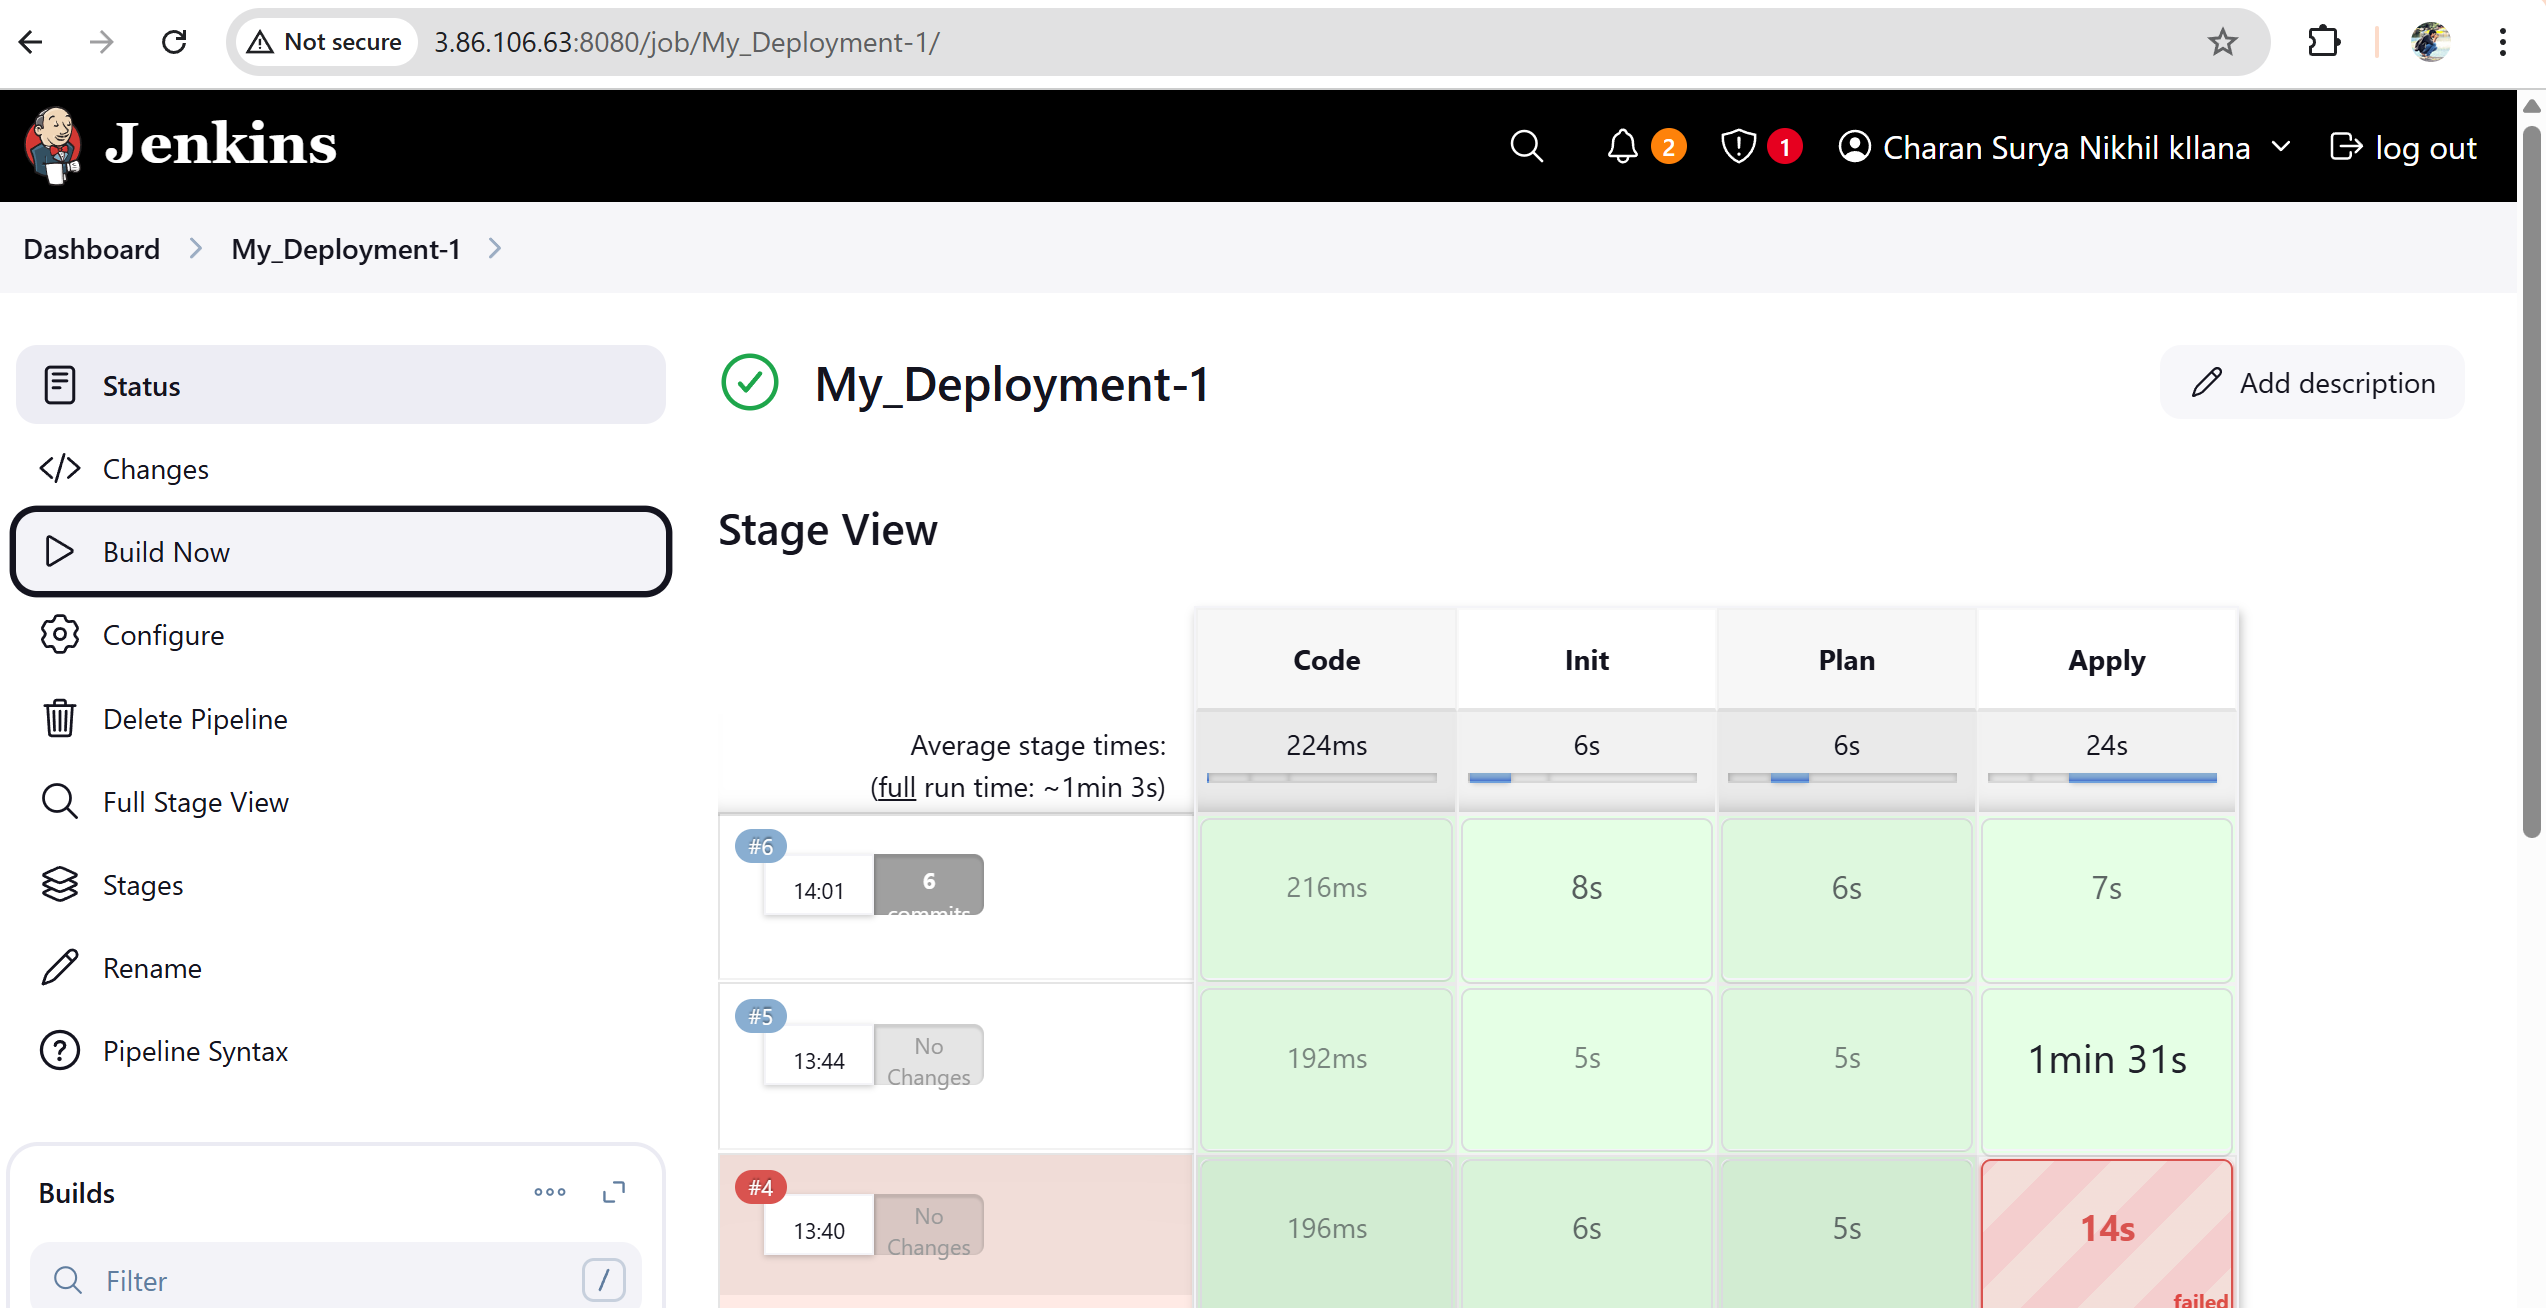 Not secure
3.86.106.63:8080/job/My_Deployment-1/
Jenkins
2
1
Charan Surya Nikhil kIlana
log out
Dashboard
My_Deployment-1
Status
Changes
Build Now
Configure
Delete Pipeline
Full Stage View
Stages
Rename
Pipeline Syntax
Builds
Filter
/
My_Deployment-1
Add description
Stage View
Code Init Plan Apply
Average stage times:
(full run time: ~1min 3s)
224ms 6s 6s 24s
#6
14:01
6
commits
216ms 8s 6s 7s
#5
13:44
No
Changes
192ms 5s 5s 1min 31s
#4
13:40
No
Changes
196ms 6s 5s 14s
failed